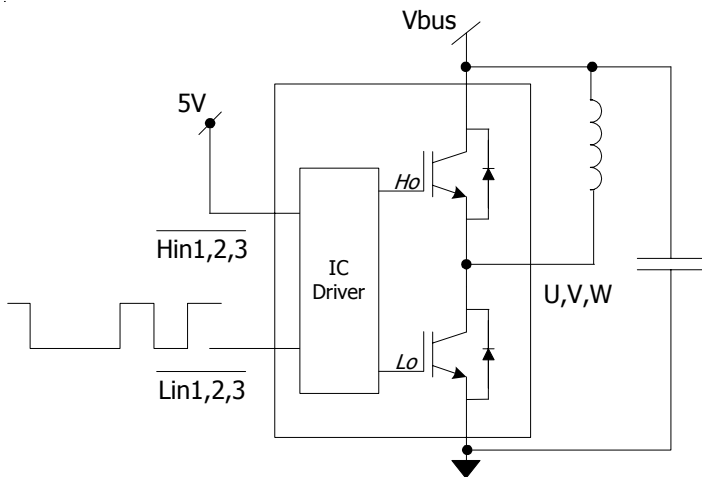 Vbus
5V
Ho
Hin1,2,3
IC
Driver
U,V,W
Lo
Lin1,2,3